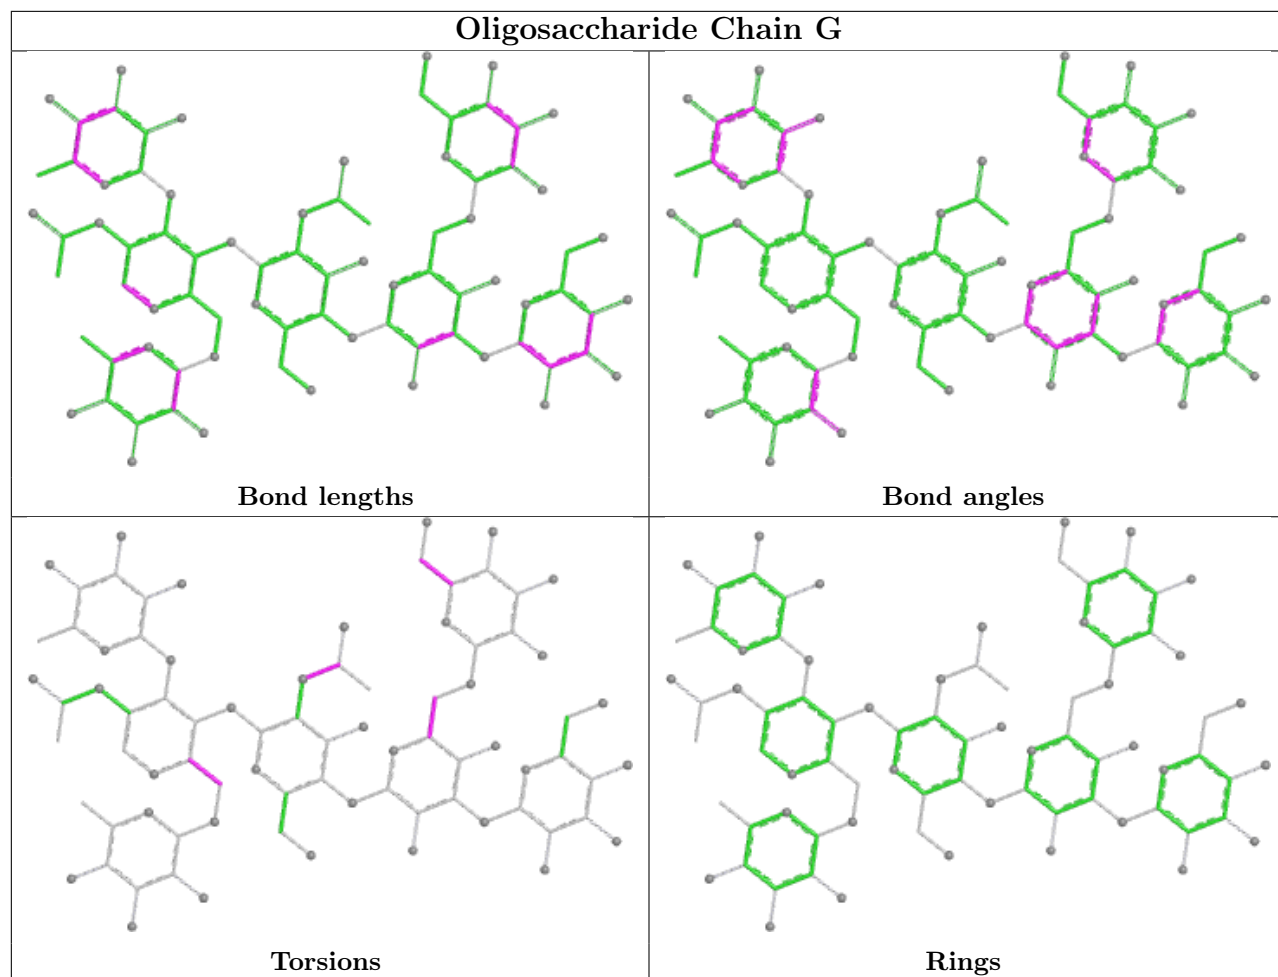 Oligosaccharide Chain G
Bond lengths
Bond angles
Torsions
Rings